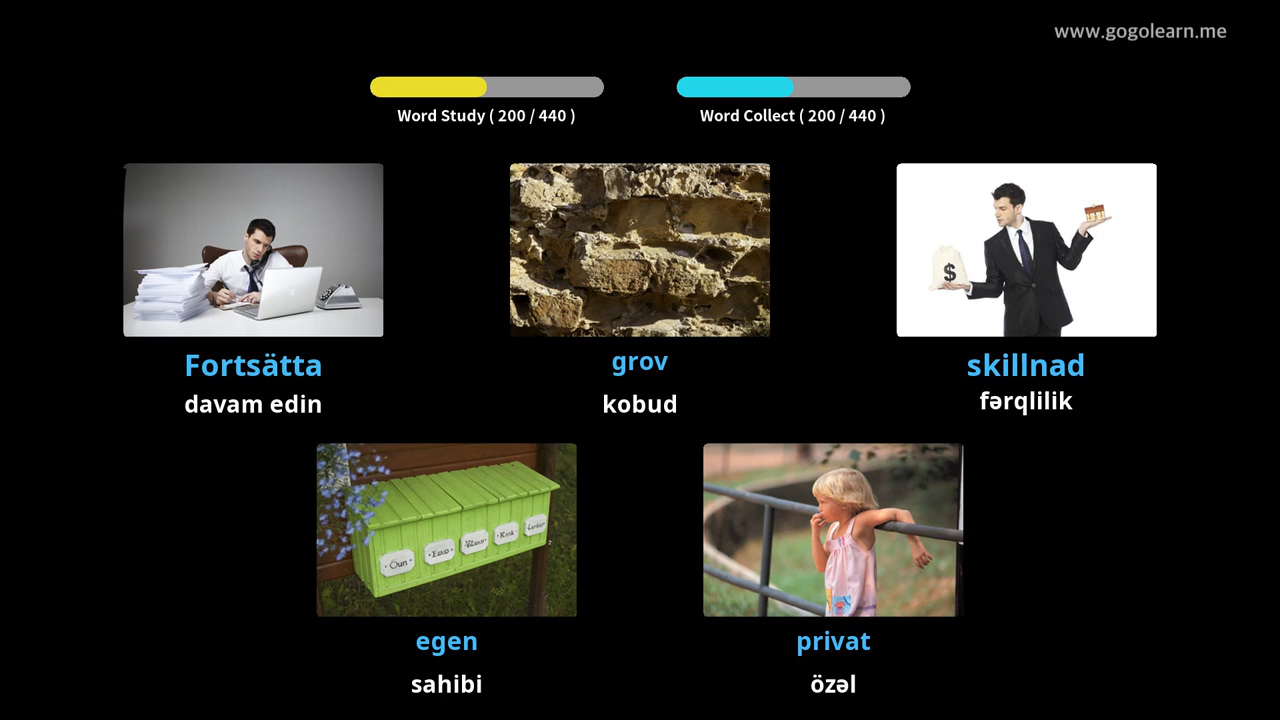 www.gogolearn.me
Word Study ( 200 / 440 )
Word Collect ( 200 / 440 )
Fortsätta
davam edin
grov
kobud
skillnad
fərqlilik
egen
sahibi
privat
özəl